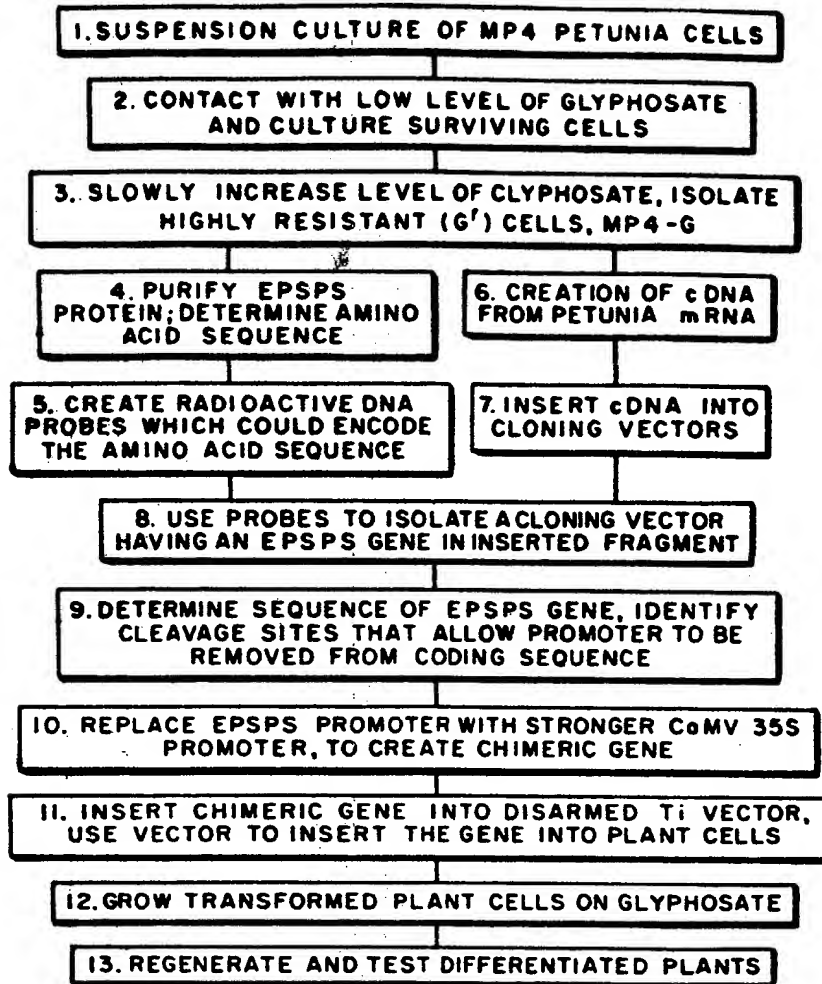 1. SUSPENSION CULTURE OF MP4 PETUNIA CELLS
2. CONTACT WITH LOW LEVEL OF GLYPHOSATE
AND CULTURE SURVIVING CELLS
3. SLOWLY INCREASE LEVEL OF CLYPHOSATE, ISOLATE
HIGHLY RESISTANT (Gʳ) CELLS, MP4-G
4. PURIFY EPSPS
PROTEIN; DETERMINE AMINO
ACID SEQUENCE
5. CREATE RADIOACTIVE DNA
PROBES WHICH COULD ENCODE
THE AMINO ACID SEQUENCE
6. CREATION OF cDNA
FROM PETUNIA mRNA
7. INSERT cDNA INTO
CLONING VECTORS
8. USE PROBES TO ISOLATE A CLONING VECTOR
HAVING AN EPSPS GENE IN INSERTED FRAGMENT
9. DETERMINE SEQUENCE OF EPSPS GENE, IDENTIFY
CLEAVAGE SITES THAT ALLOW PROMOTER TO BE
REMOVED FROM CODING SEQUENCE
10. REPLACE EPSPS PROMOTER WITH STRONGER CaMV 35S
PROMOTER, TO CREATE CHIMERIC GENE
11. INSERT CHIMERIC GENE INTO DISARMED Ti VECTOR,
USE VECTOR TO INSERT THE GENE INTO PLANT CELLS
12. GROW TRANSFORMED PLANT CELLS ON GLYPHOSATE
13. REGENERATE AND TEST DIFFERENTIATED PLANTS